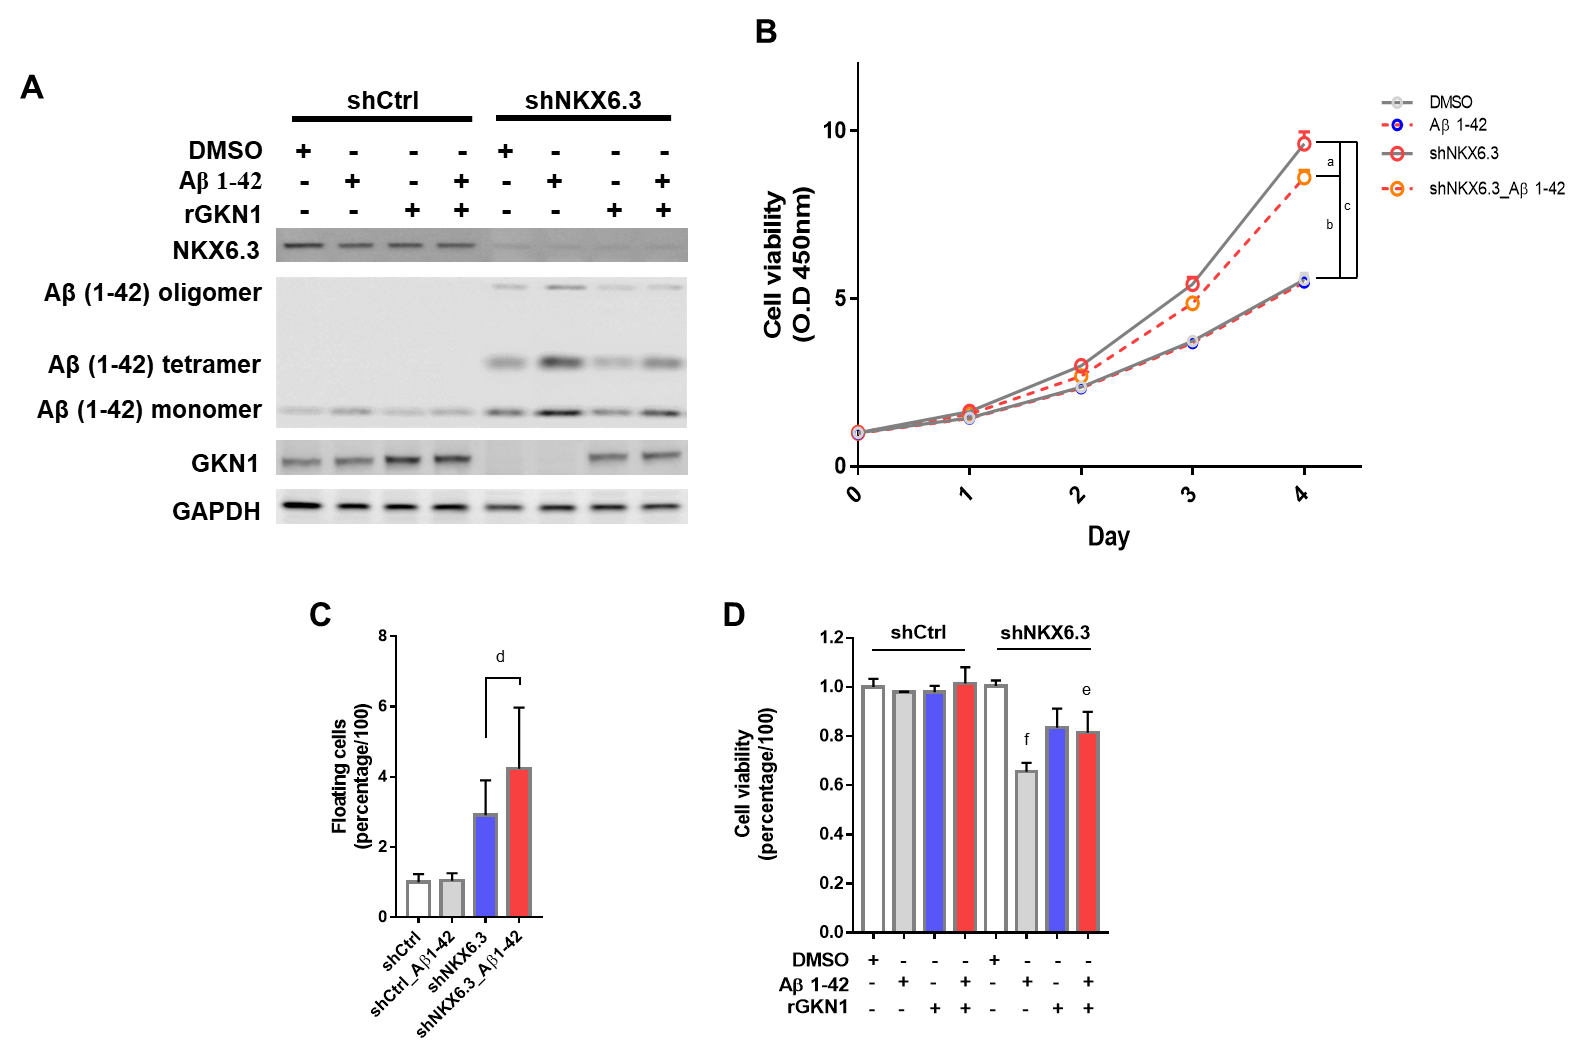 A
shCtrl
shNKX6.3
DMSO + - - - + - - -
Aβ 1-42 - + - + - + - +
rGKN1 - - + + - - + +
NKX6.3
Aβ (1-42) oligomer
Aβ (1-42) tetramer
Aβ (1-42) monomer
GKN1
GAPDH
B
Cell viability
(O.D 450nm)
10
5
0
0 1 2 3 4
Day
a
b
c
DMSO
Aβ 1-42
shNKX6.3
shNKX6.3_Aβ 1-42
C
Floating cells
(percentage/100)
8
6
4
2
0
d
shCtrl
shCtrl_Aβ1-42
shNKX6.3
shNKX6.3_Aβ1-42
D
Cell viability
(percentage/100)
1.2
1.0
0.8
0.6
0.4
0.2
0.0
shCtrl
shNKX6.3
f
e
DMSO + - - - + - - -
Aβ 1-42 - + - + - + - +
rGKN1 - - + + - - + +